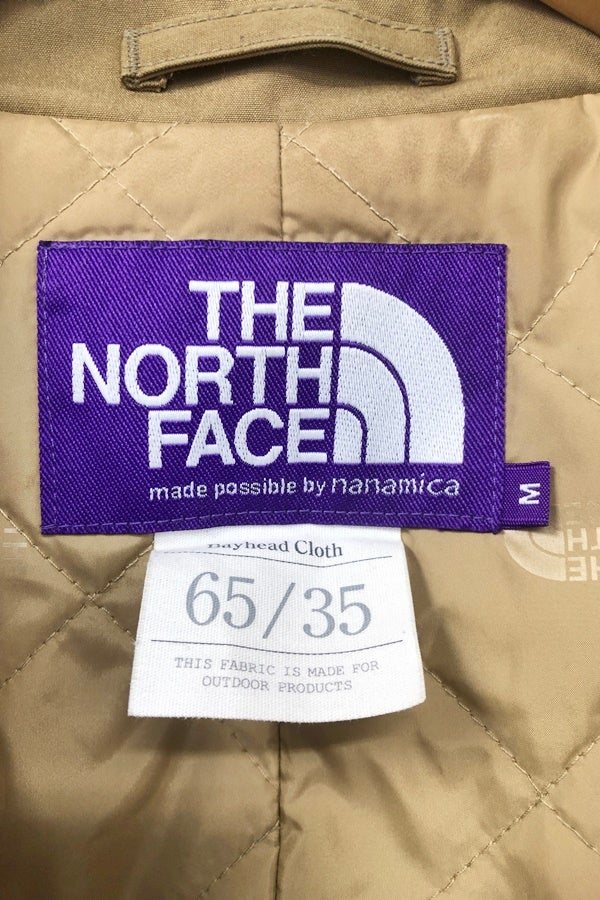 THE
NORTH
FACE
made possible by nanamica
M
Bayhead Cloth
65/35
THIS FABRIC IS MADE FOR
OUTDOOR PRODUCTS